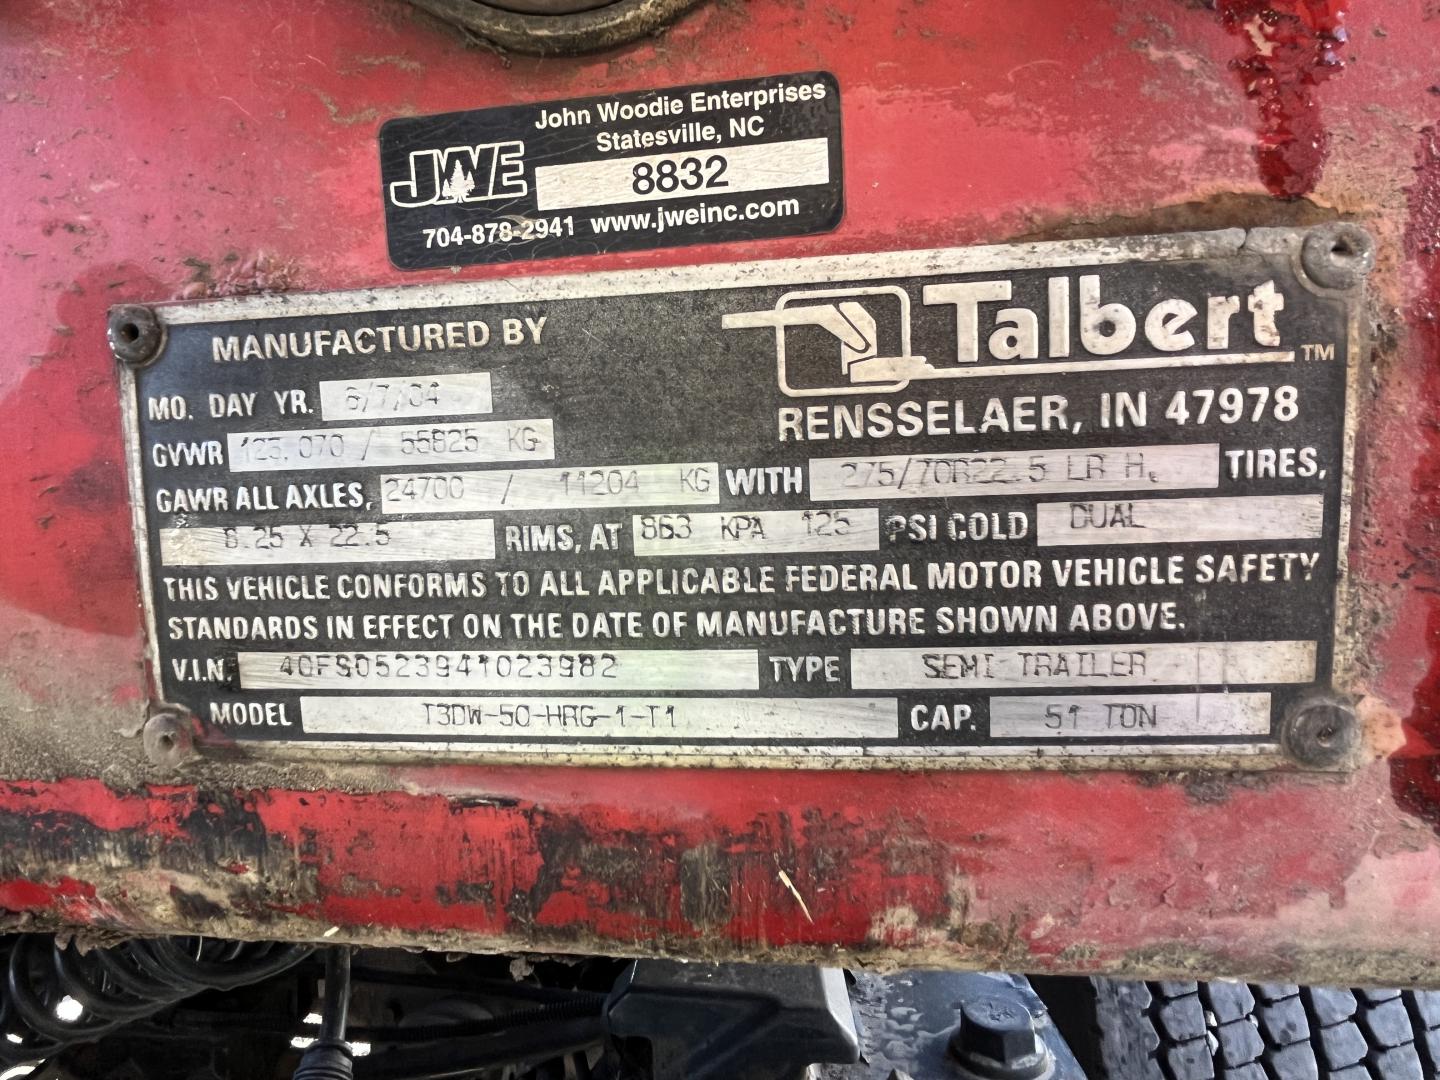 John Woodie Enterprises
Statesville, NC
JWE
8832
704-878-2941 www.jweinc.com
MANUFACTURED BY
Talbert TM
RENSSELAER, IN 47978
MO. DAY YR. 6/7/04
GVWR 123,070 / 55825 KG
GAWR ALL AXLES, 24700 / 11204 KG WITH 275/70R22.5 LR H, TIRES,
8.25 X 22.5 RIMS, AT 863 KPA 125 PSI COLD DUAL
THIS VEHICLE CONFORMS TO ALL APPLICABLE FEDERAL MOTOR VEHICLE SAFETY
STANDARDS IN EFFECT ON THE DATE OF MANUFACTURE SHOWN ABOVE.
V.I.N. 40FS0523941023982 TYPE SEMI TRAILER
MODEL T3DW-50-HRG-1-T1 CAP. 51 TON